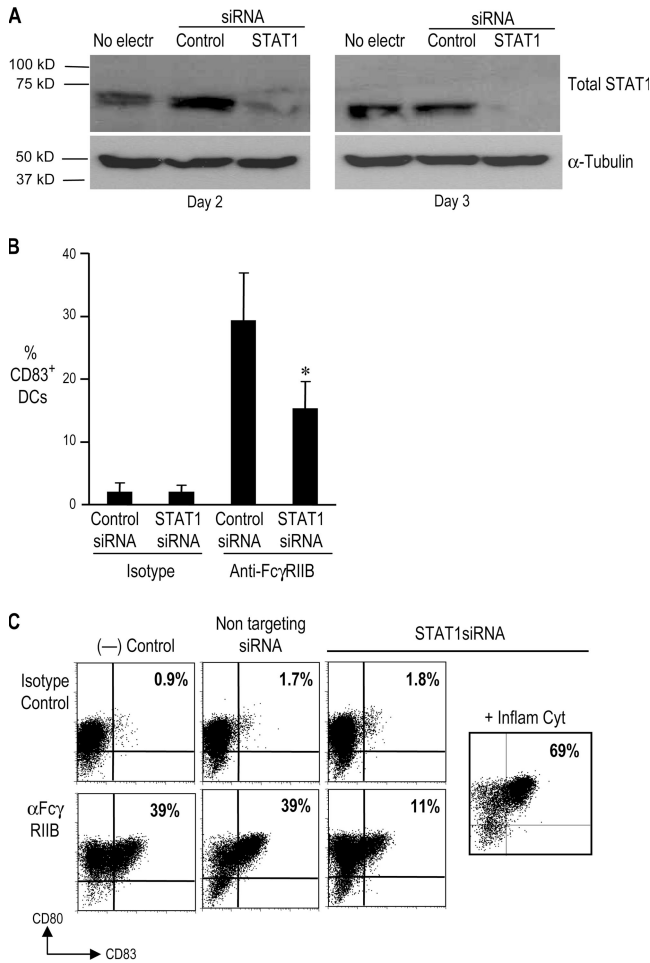 A
siRNA
No electr Control STAT1
100 kD
75 kD
50 kD
37 kD
Day 2
siRNA
No electr Control STAT1
Total STAT1
α-Tubulin
Day 3
B
40
30
20
10
0
%
CD83+
DCs
*
Control siRNA
STAT1 siRNA
Control siRNA
STAT1 siRNA
Isotype
Anti-FcγRIIB
C
(—) Control
Non targeting
siRNA
STAT1siRNA
Isotype
Control
0.9%
1.7%
1.8%
+ Inflam Cyt
69%
αFcγ
RIIB
39%
39%
11%
CD80
CD83